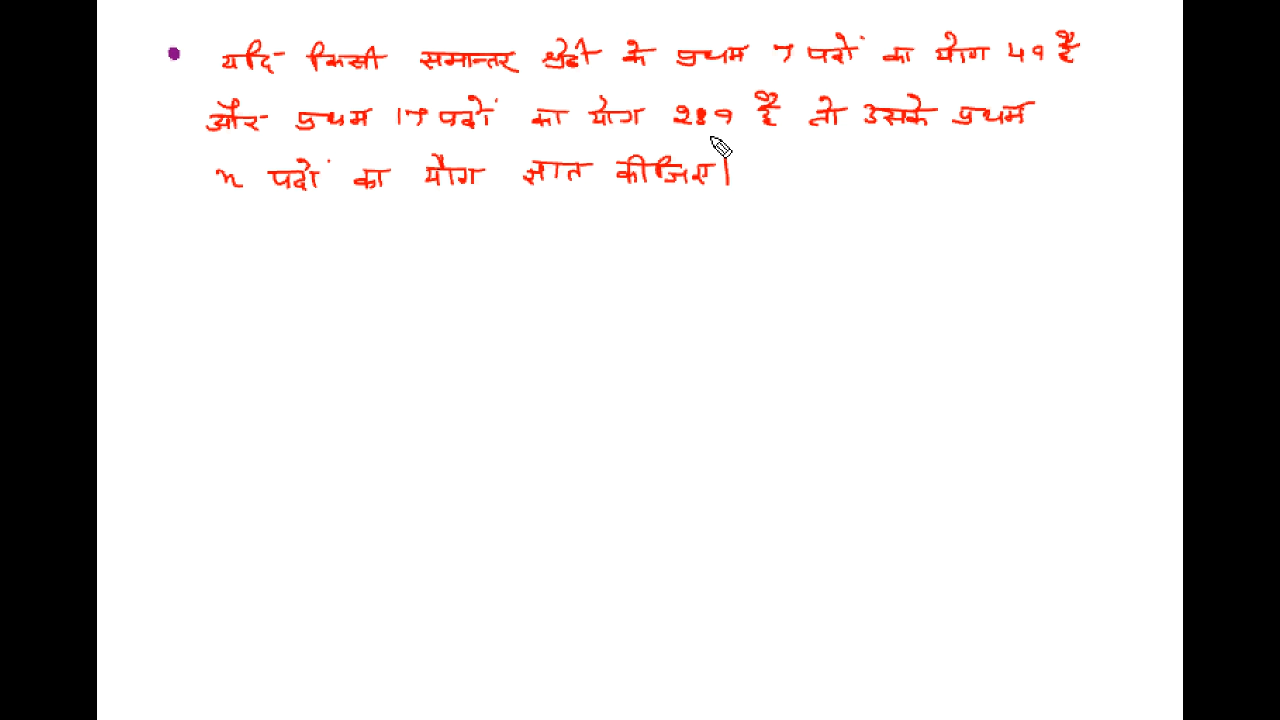 यदि किसी समान्तर श्रेढी के प्रथम 7 पदों का योग 49 है
और प्रथम 17 पदों का योग 289 है तो उसके प्रथम
n पदों का योग ज्ञात कीजिए।